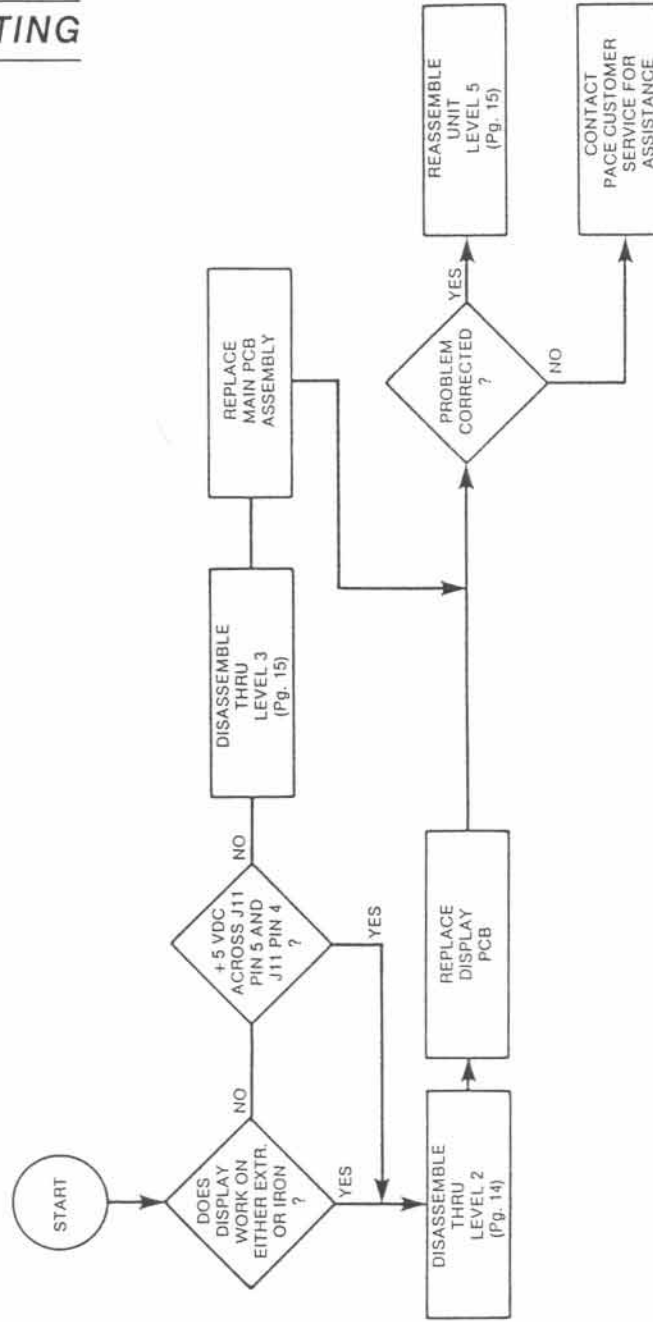 TING
START
DOES
DISPLAY
WORK ON
EITHER EXTR.
OR IRON
?
NO
YES
+ 5 VDC
ACROSS J11
PIN 5 AND
J11 PIN 4
?
NO
YES
DISASSEMBLE
THRU
LEVEL 3
(Pg. 15)
REPLACE
MAIN PCB
ASSEMBLY
DISASSEMBLE
THRU
LEVEL 2
(Pg. 14)
REPLACE
DISPLAY
PCB
PROBLEM
CORRECTED
?
YES
NO
REASSEMBLE
UNIT
LEVEL 5
(Pg. 15)
CONTACT
PACE CUSTOMER
SERVICE FOR
ASSISTANCE